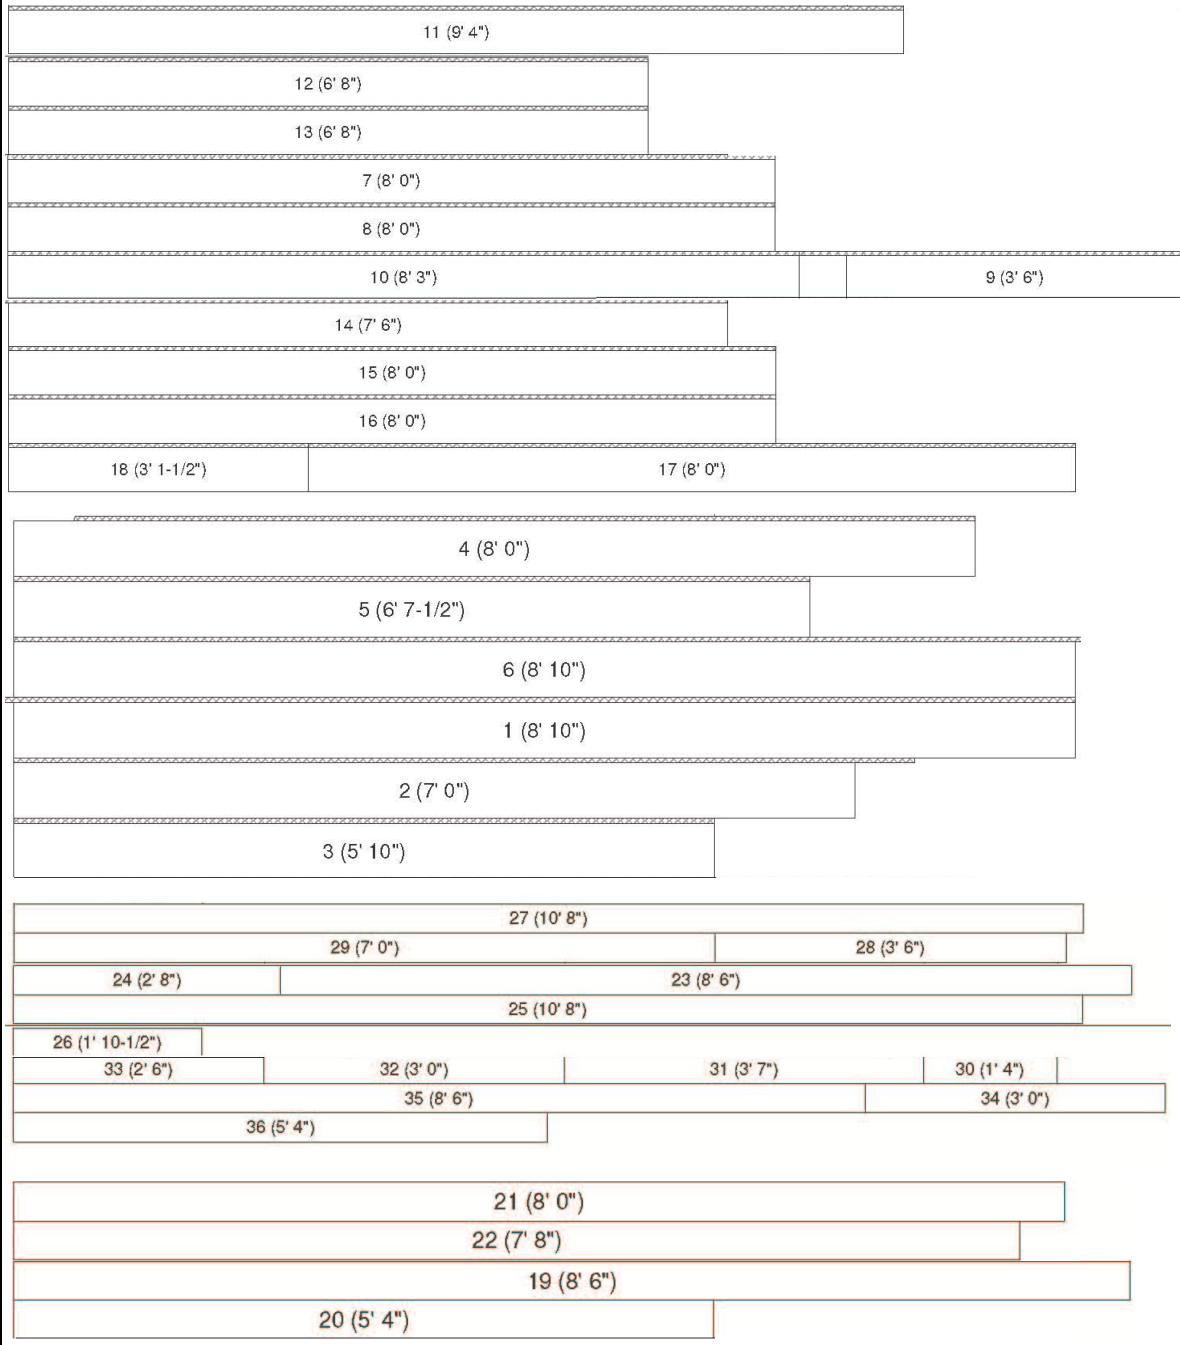 11 (9' 4")
12 (6' 8")
13 (6' 8")
7 (8' 0")
8 (8' 0")
10 (8' 3") 9 (3' 6")
14 (7' 6")
15 (8' 0")
16 (8' 0")
18 (3' 1-1/2") 17 (8' 0")
4 (8' 0")
5 (6' 7-1/2")
6 (8' 10")
1 (8' 10")
2 (7' 0")
3 (5' 10")
27 (10' 8")
29 (7' 0") 28 (3' 6")
24 (2' 8") 23 (8' 6")
25 (10' 8")
26 (1' 10-1/2")
33 (2' 6") 32 (3' 0") 31 (3' 7") 30 (1' 4")
35 (8' 6") 34 (3' 0")
36 (5' 4")
21 (8' 0")
22 (7' 8")
19 (8' 6")
20 (5' 4")